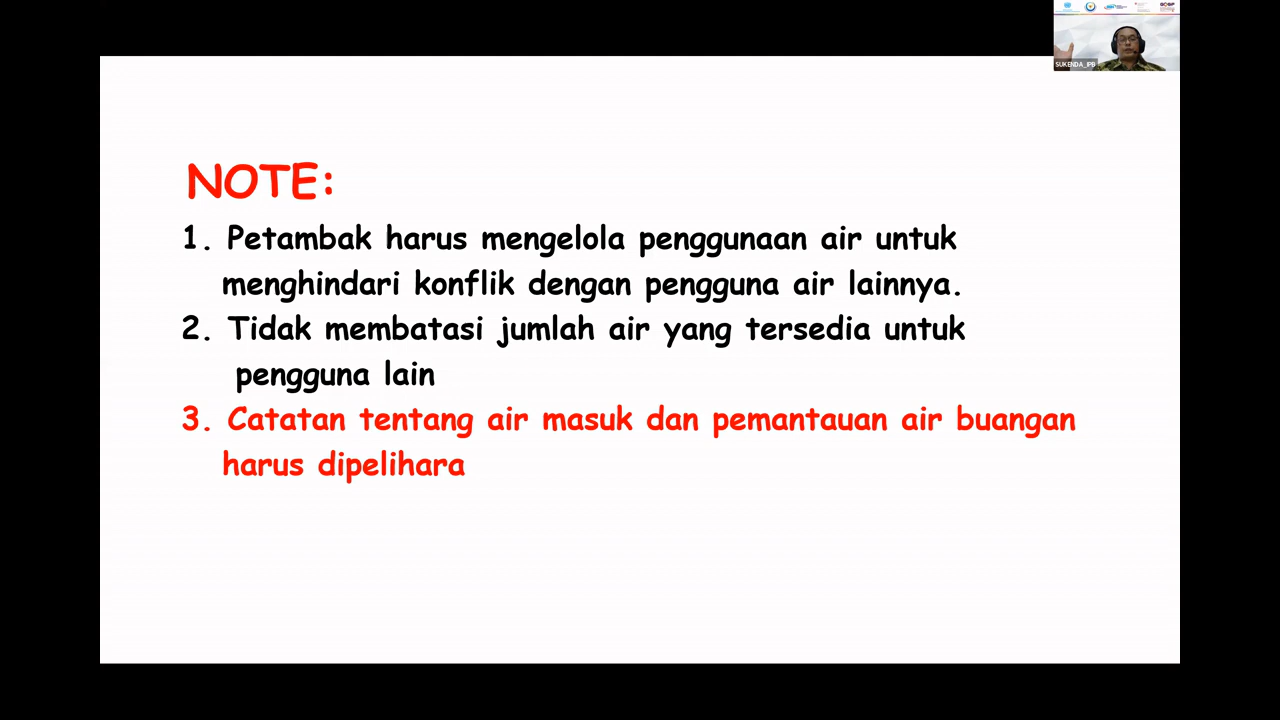 SUKENDA_IPB
NOTE:
1. Petambak harus mengelola penggunaan air untuk
menghindari konflik dengan pengguna air lainnya.
2. Tidak membatasi jumlah air yang tersedia untuk
pengguna lain
3. Catatan tentang air masuk dan pemantauan air buangan
harus dipelihara